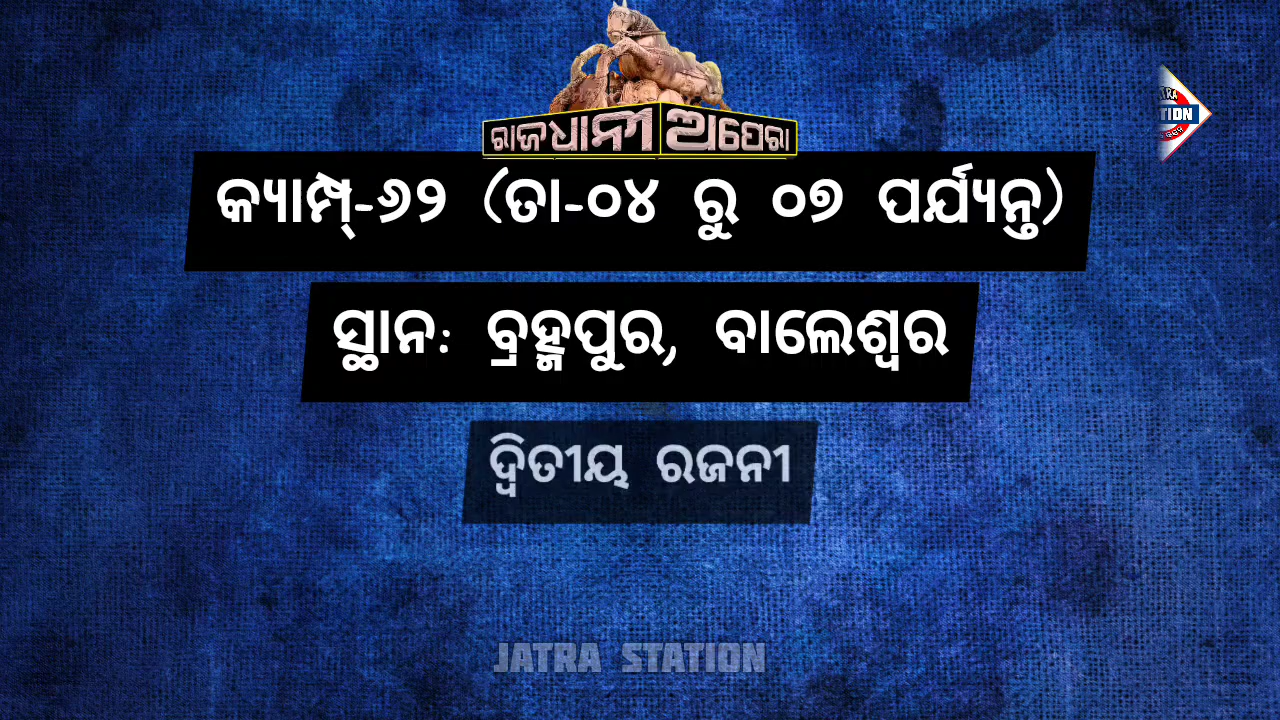 ରାଜଧାନୀ ଅପେରା
କ୍ୟାମ୍ପ୍-୬୨ (ତା-୦୪ ରୁ ୦୭ ପର୍ଯ୍ୟନ୍ତ)
ସ୍ଥାନ: ବ୍ରହ୍ମପୁର, ବାଲେଶ୍ୱର
ଦ୍ୱିତୀୟ ରଜନୀ
JATRA STATION